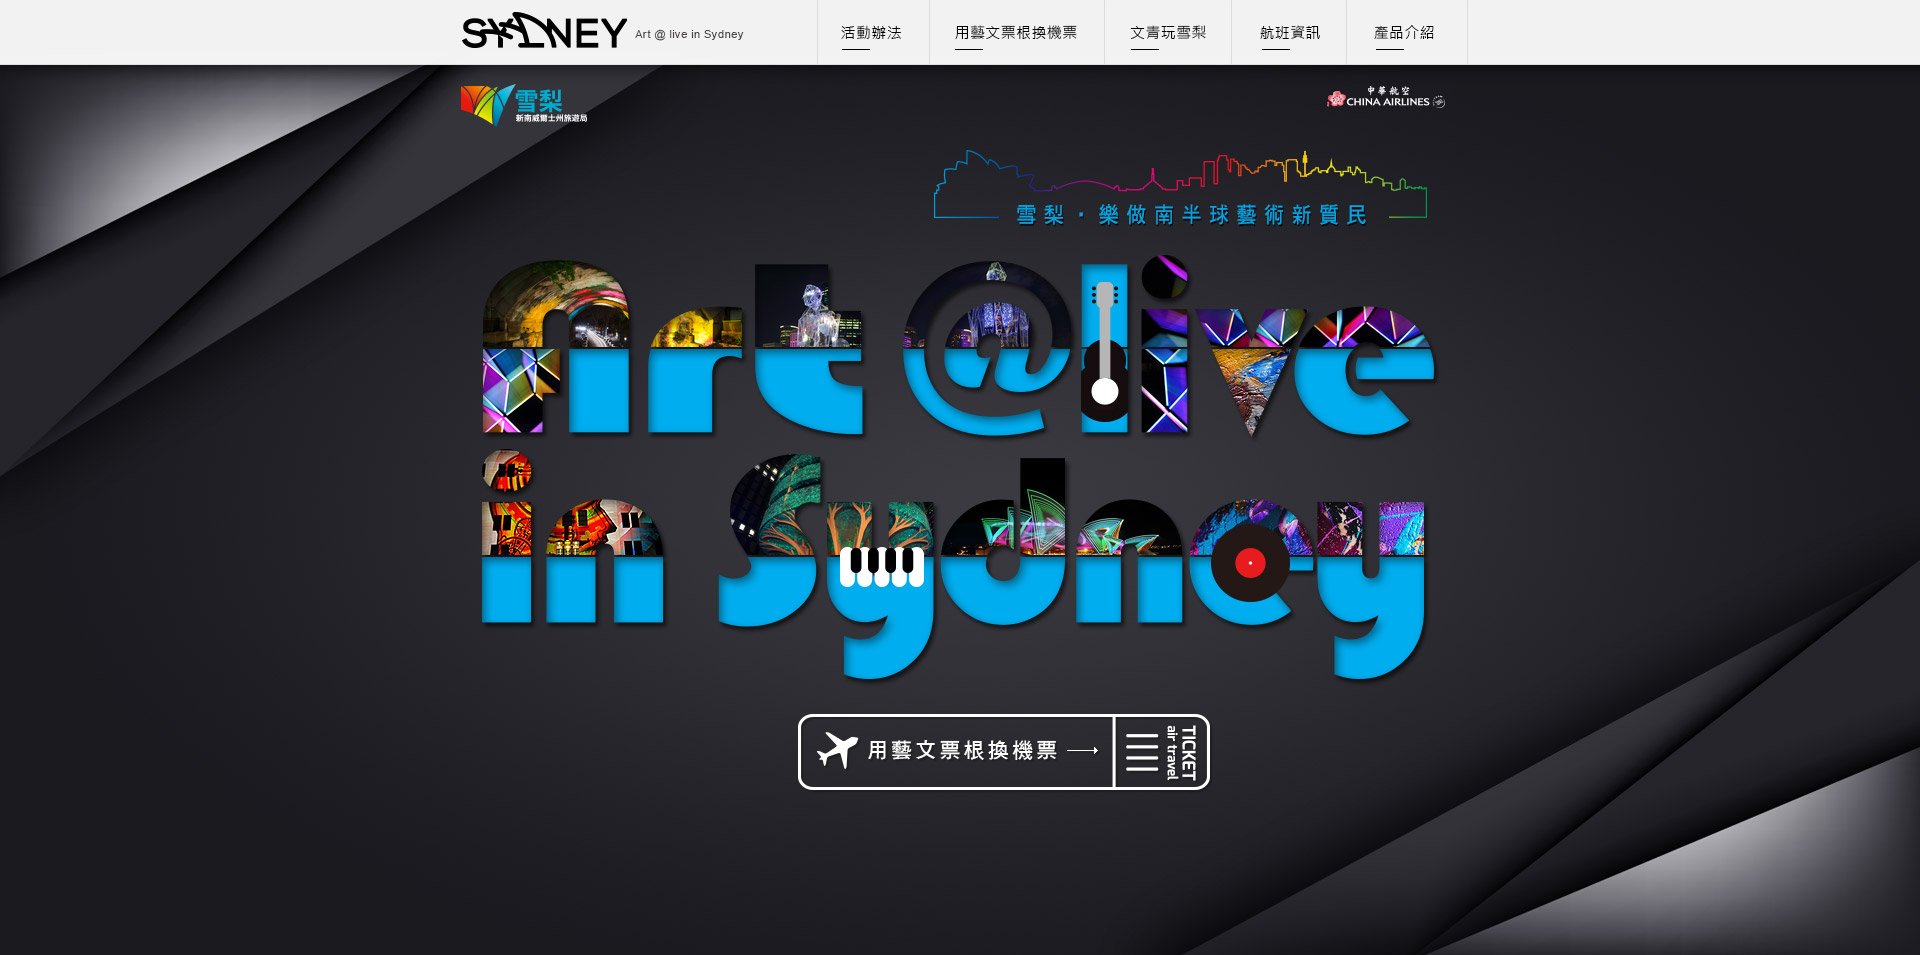 SYDNEY Art @ live in Sydney 活動辦法 用藝文票根換機票 文青玩雪梨 航班資訊 產品介紹
雪梨
新南威爾士州旅遊局
中華航空
CHINA AIRLINES
雪梨・樂做南半球藝術新質民
Art @live
in Sydney
用藝文票根換機票
TICKET
air travel